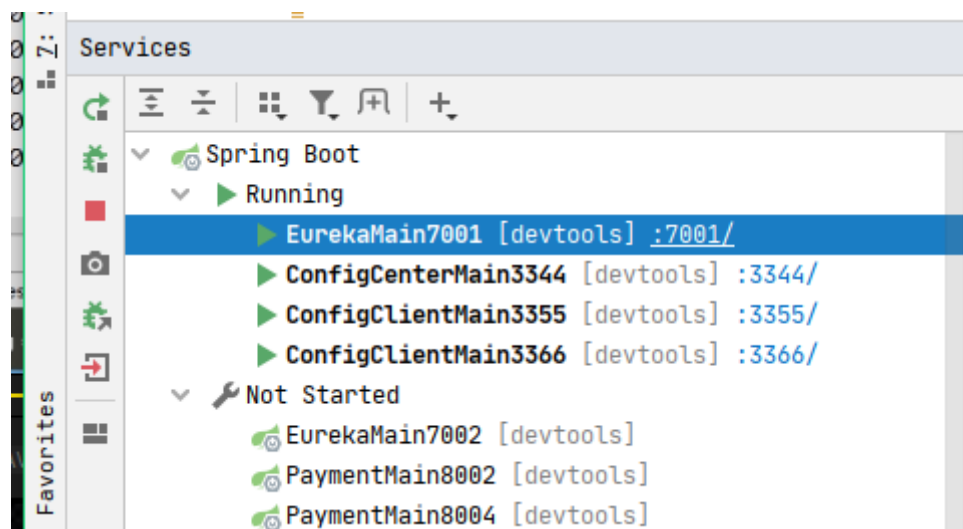 Services
Spring Boot
Running
EurekaMain7001 [devtools] :7001/
ConfigCenterMain3344 [devtools] :3344/
ConfigClientMain3355 [devtools] :3355/
ConfigClientMain3366 [devtools] :3366/
Not Started
EurekaMain7002 [devtools]
PaymentMain8002 [devtools]
PaymentMain8004 [devtools]
Favorites